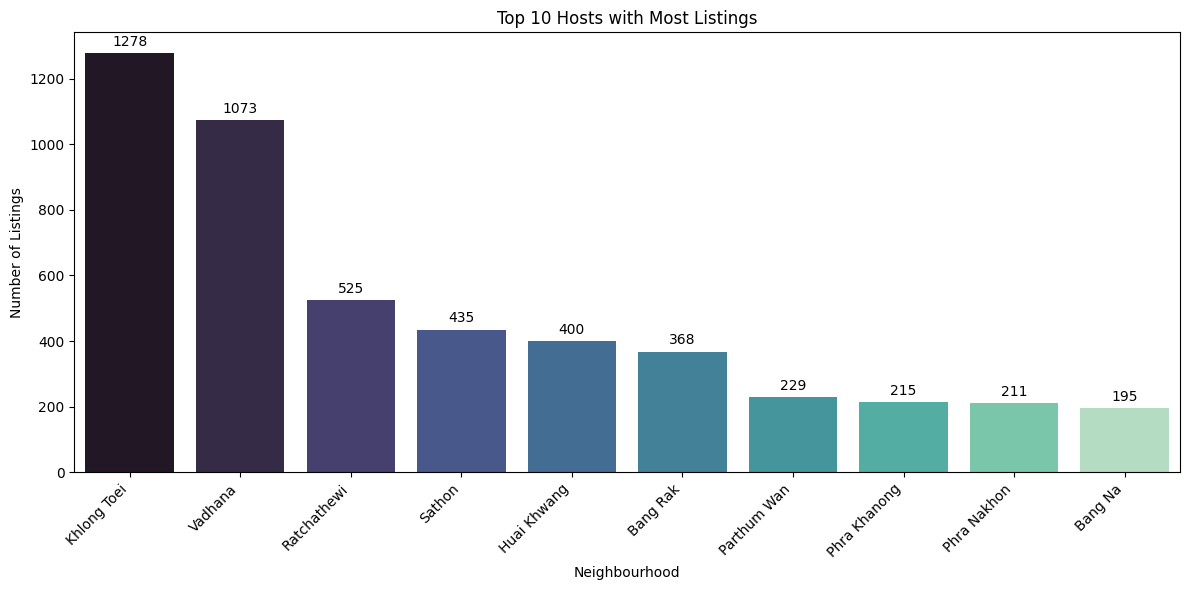 Top 10 Hosts with Most Listings
Number of Listings
1200
1000
800
600
400
200
0
1278
1073
525
435
400
368
229
215
211
195
Khlong Toei
Vadhana
Ratchathewi
Sathon
Huai Khwang
Bang Rak
Parthum Wan
Phra Khanong
Phra Nakhon
Bang Na
Neighbourhood